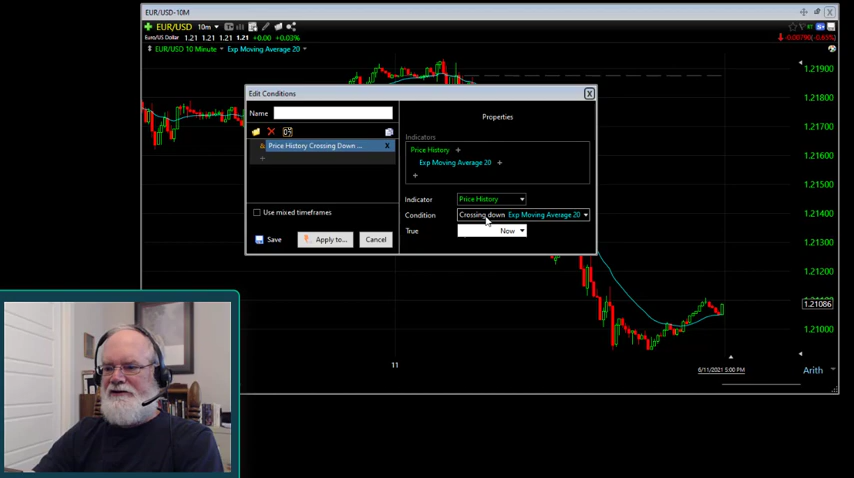 EUR/USD-10M
EUR/USD 10m
Euro/US Dollar 1.21 1.21 1.21 1.21 +0.00 +0.03%
-0.00790 (-0.65%)
EUR/USD 10 Minute Exp Moving Average 20
1.21900
1.21800
1.21700
1.21600
1.21500
1.21400
1.21300
1.21200
1.21086
1.21000
Edit Conditions X
Name
Properties
& Price History Crossing Down ... X
Indicators
Price History +
Exp Moving Average 20 +
+
Indicator Price History
Use mixed timeframes
Condition Crossing down Exp Moving Average 20
True Now
Save Apply to... Cancel
11
6/11/2021 5:00 PM
Arith